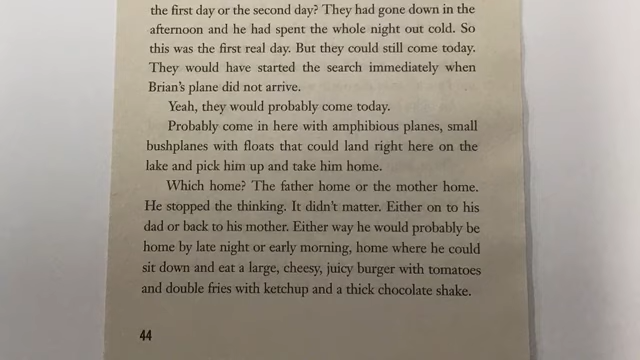 the first day or the second day? They had gone down in the
afternoon and he had spent the whole night out cold. So
this was the first real day. But they could still come today.
They would have started the search immediately when
Brian's plane did not arrive.
Yeah, they would probably come today.
Probably come in here with amphibious planes, small
bushplanes with floats that could land right here on the
lake and pick him up and take him home.
Which home? The father home or the mother home.
He stopped the thinking. It didn't matter. Either on to his
dad or back to his mother. Either way he would probably be
home by late night or early morning, home where he could
sit down and eat a large, cheesy, juicy burger with tomatoes
and double fries with ketchup and a thick chocolate shake.
44